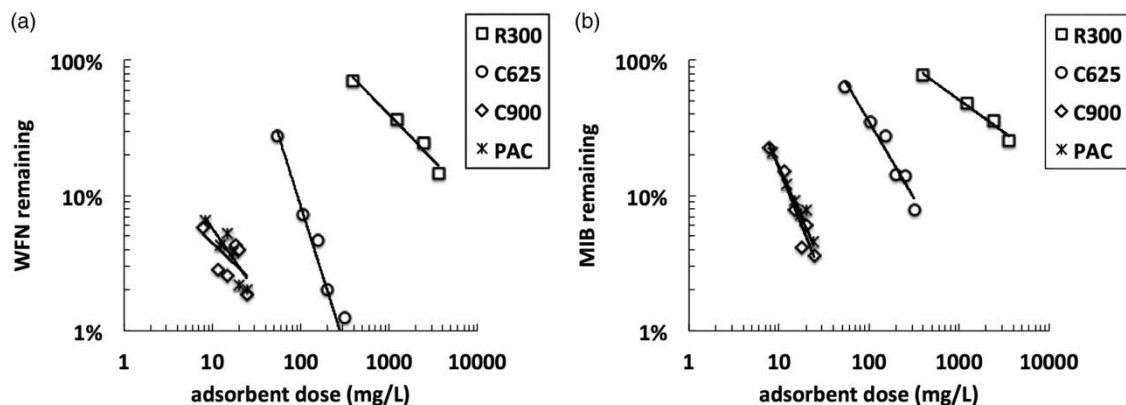 (a)
R300
C625
C900
PAC
100%
10%
1%
WFN remaining
1 10 100 1000 10000
adsorbent dose (mg/L)
(b)
R300
C625
C900
PAC
100%
10%
1%
MIB remaining
1 10 100 1000 10000
adsorbent dose (mg/L)